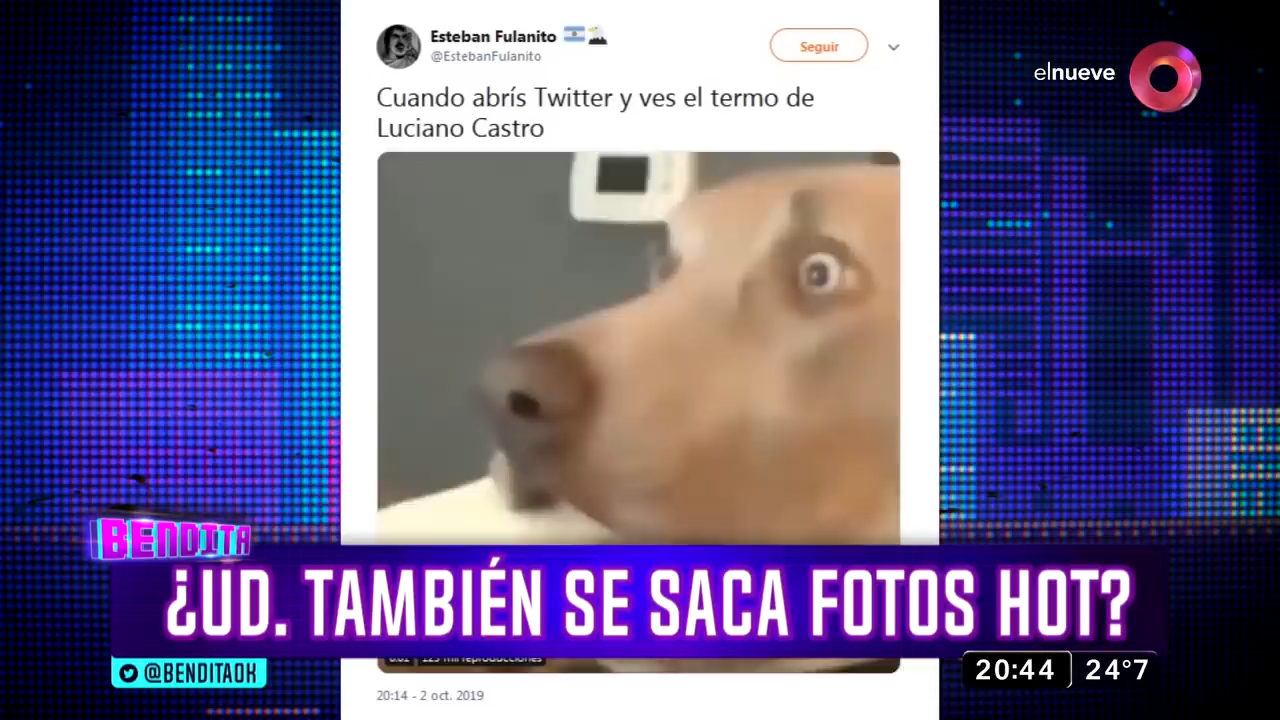 Esteban Fulanito
@EstebanFulanito
Seguir
elnueve
Cuando abrís Twitter y ves el termo de
Luciano Castro
BENDITA
¿UD. TAMBIÉN SE SACA FOTOS HOT?
@BENDITAOK
20:44 24°7
20:14 - 2 oct. 2019